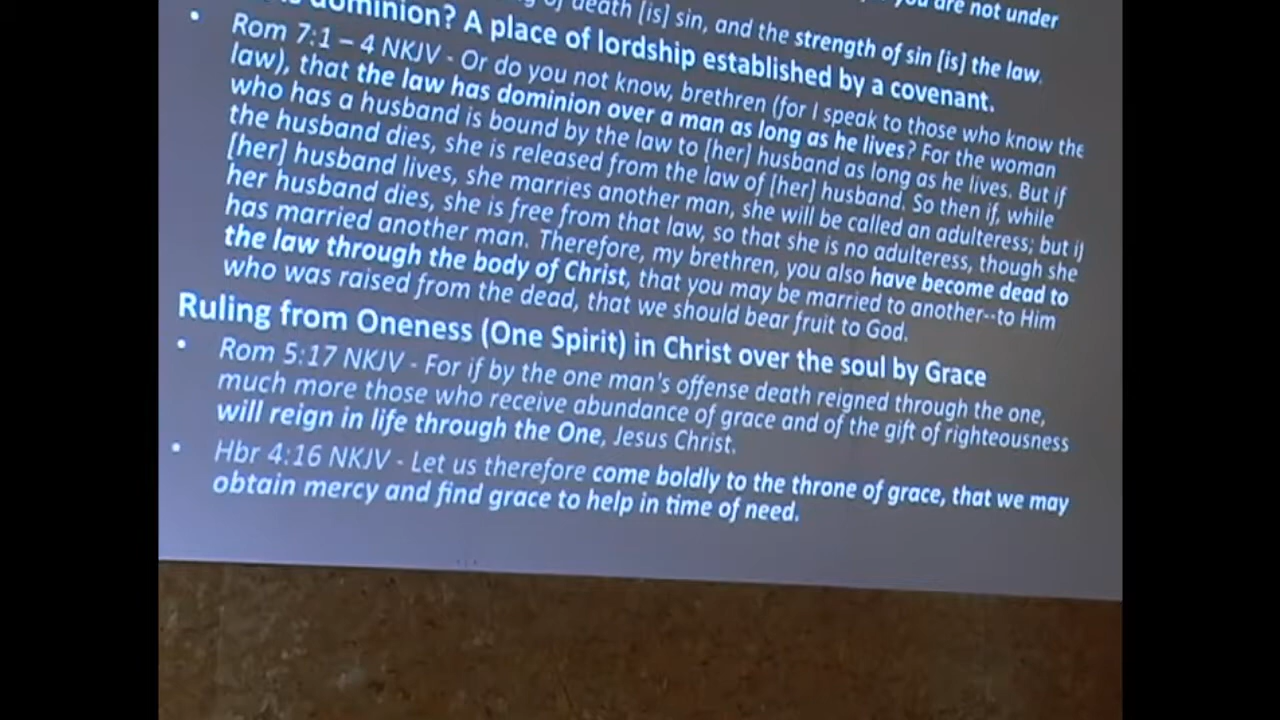 you are not under
of death [is] sin, and the strength of sin [is] the law.
dominion? A place of lordship established by a covenant.
• Rom 7:1 – 4 NKJV - Or do you not know, brethren (for I speak to those who know the
law), that the law has dominion over a man as long as he lives? For the woman
who has a husband is bound by the law to [her] husband as long as he lives. But if
the husband dies, she is released from the law of [her] husband. So then if, while
[her] husband lives, she marries another man, she will be called an adulteress; but if
her husband dies, she is free from that law, so that she is no adulteress, though she
has married another man. Therefore, my brethren, you also have become dead to
the law through the body of Christ, that you may be married to another--to Him
who was raised from the dead, that we should bear fruit to God.
Ruling from Oneness (One Spirit) in Christ over the soul by Grace
• Rom 5:17 NKJV - For if by the one man's offense death reigned through the one,
much more those who receive abundance of grace and of the gift of righteousness
will reign in life through the One, Jesus Christ.
• Hbr 4:16 NKJV - Let us therefore come boldly to the throne of grace, that we may
obtain mercy and find grace to help in time of need.